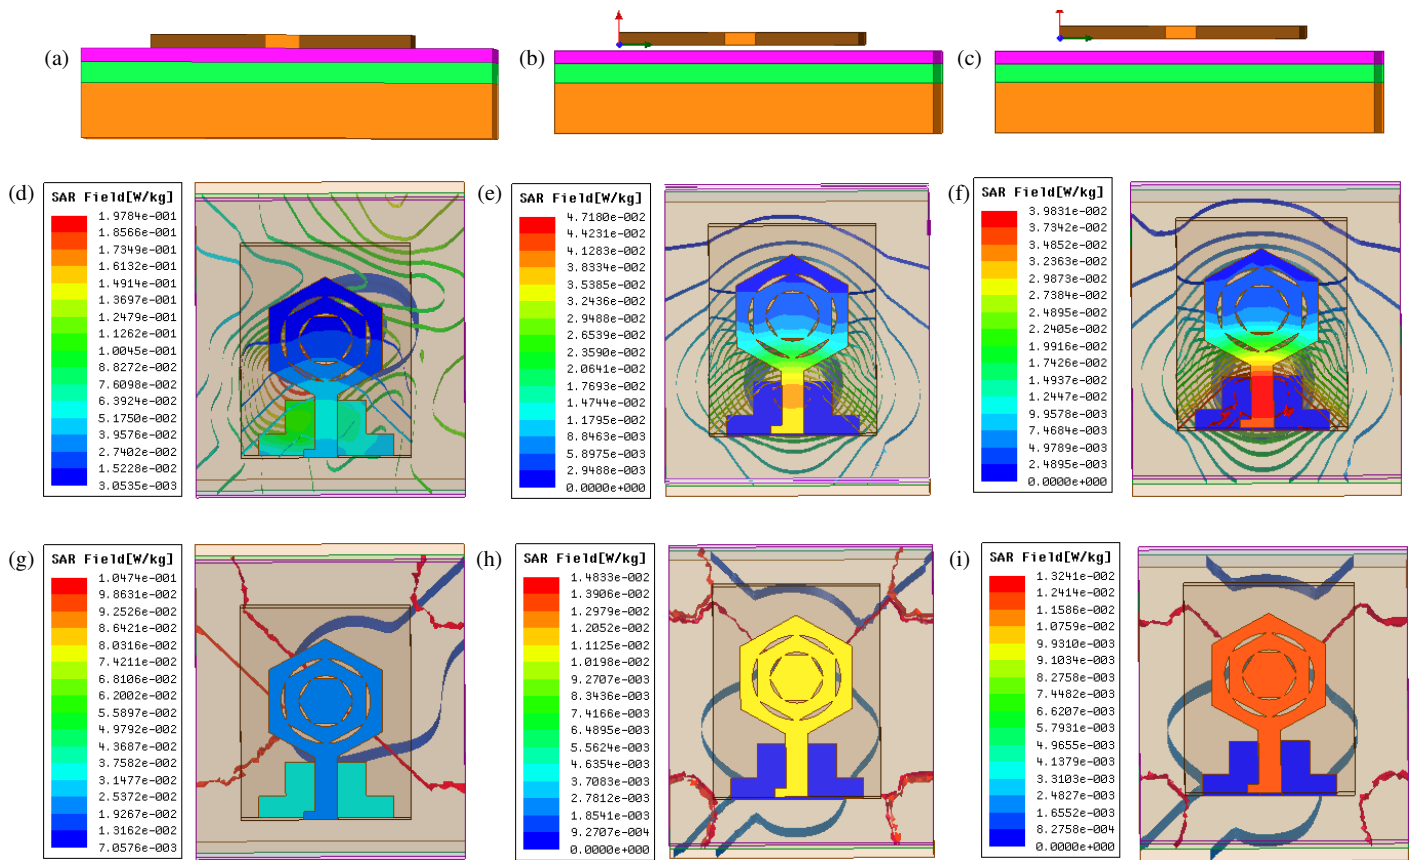 (a)
(b)
(c)
(d)
SAR Field[W/kg]
1.9784e-001
1.8566e-001
1.7349e-001
1.6132e-001
1.4914e-001
1.3697e-001
1.2479e-001
1.1262e-001
1.0045e-001
8.8272e-002
7.6098e-002
6.3924e-002
5.1750e-002
3.9576e-002
2.7402e-002
1.5228e-002
3.0535e-003
(e)
SAR Field[W/kg]
4.7180e-002
4.4231e-002
4.1283e-002
3.8334e-002
3.5385e-002
3.2436e-002
2.9488e-002
2.6539e-002
2.3590e-002
2.0641e-002
1.7693e-002
1.4744e-002
1.1795e-002
8.8463e-003
5.8975e-003
2.9488e-003
0.0000e+000
(f)
SAR Field[W/kg]
3.9831e-002
3.7342e-002
3.4852e-002
3.2363e-002
2.9873e-002
2.7384e-002
2.4895e-002
2.2405e-002
1.9916e-002
1.7426e-002
1.4937e-002
1.2447e-002
9.9578e-003
7.4684e-003
4.9789e-003
2.4895e-003
0.0000e+000
(g)
SAR Field[W/kg]
1.0474e-001
9.8631e-002
9.2526e-002
8.6421e-002
8.0316e-002
7.4211e-002
6.8106e-002
6.2002e-002
5.5897e-002
4.9792e-002
4.3687e-002
3.7582e-002
3.1477e-002
2.5372e-002
1.9267e-002
1.3162e-002
7.0576e-003
(h)
SAR Field[W/kg]
1.4833e-002
1.3906e-002
1.2979e-002
1.2052e-002
1.1125e-002
1.0198e-002
9.2707e-003
8.3436e-003
7.4166e-003
6.4895e-003
5.5624e-003
4.6354e-003
3.7083e-003
2.7812e-003
1.8541e-003
9.2707e-004
0.0000e+000
(i)
SAR Field[W/kg]
1.3241e-002
1.2414e-002
1.1586e-002
1.0759e-002
9.9310e-003
9.1034e-003
8.2758e-003
7.4482e-003
6.6207e-003
5.7931e-003
4.9655e-003
4.1379e-003
3.3103e-003
2.4827e-003
1.6552e-003
8.2758e-004
0.0000e+000